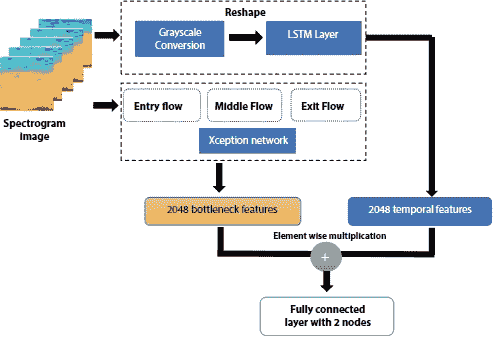 Reshape
Grayscale
Conversion
LSTM Layer
Spectrogram
image
Entry flow
Middle Flow
Exit Flow
Xception network
2048 bottleneck features
2048 temporal features
Element wise multiplication
+
Fully connected
layer with 2 nodes